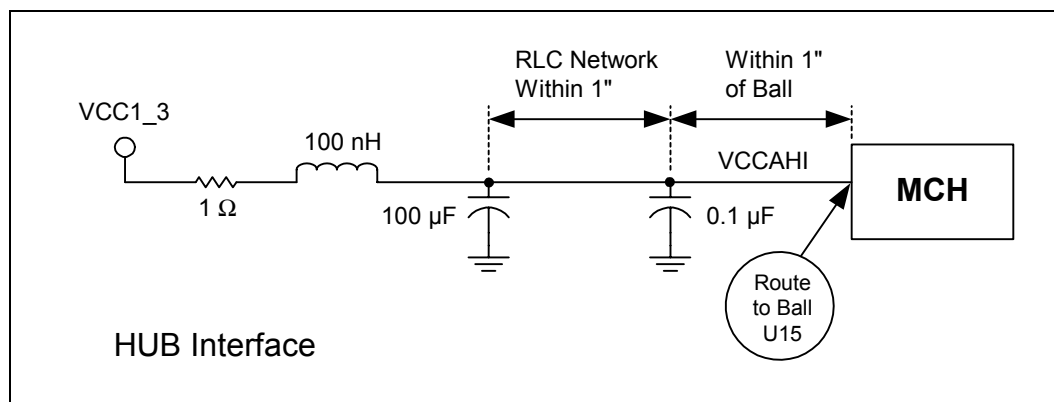 RLC Network
Within 1"
Within 1"
of Ball
VCC1_3
100 nH
VCCAHI
MCH
1 Ω
100 µF
0.1 µF
Route
to Ball
U15
HUB Interface